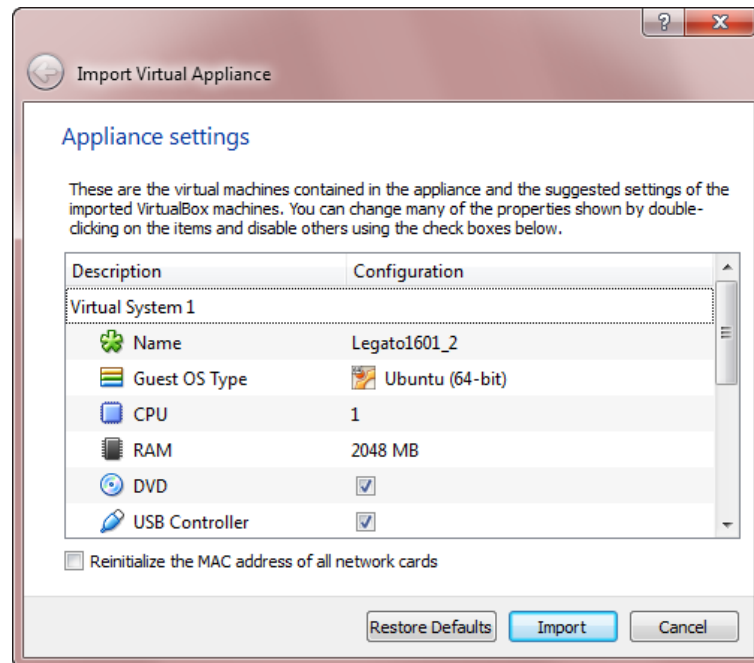 Import Virtual Appliance
Appliance settings
These are the virtual machines contained in the appliance and the suggested settings of the
imported VirtualBox machines. You can change many of the properties shown by double-
clicking on the items and disable others using the check boxes below.
Description Configuration
Virtual System 1
Name Legato1601_2
Guest OS Type Ubuntu (64-bit)
CPU 1
RAM 2048 MB
DVD
USB Controller
Reinitialize the MAC address of all network cards
Restore Defaults Import Cancel